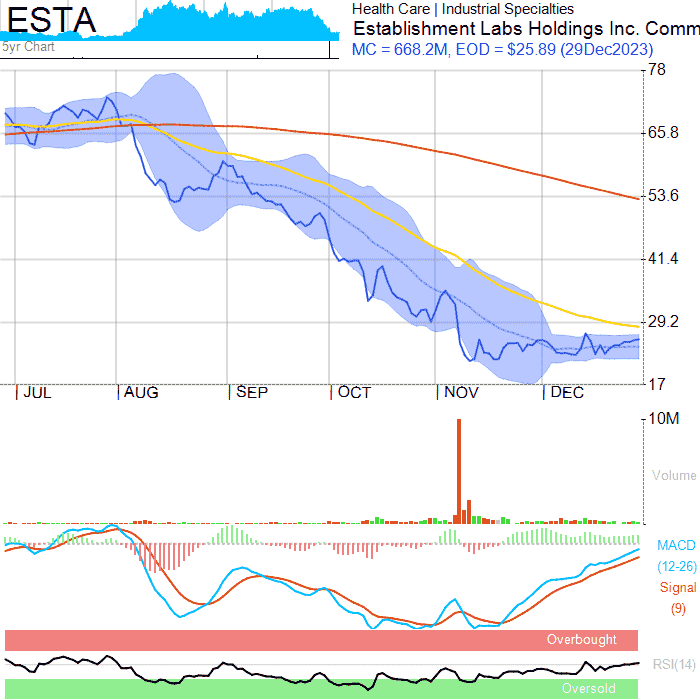 ESTA
5yr Chart
Health Care | Industrial Specialties
Establishment Labs Holdings Inc. Comm
MC = 668.2M, EOD = $25.89 (29Dec2023)
78
65.8
53.6
41.4
29.2
17
JUL AUG SEP OCT NOV DEC
10M
Volume
MACD
(12-26)
Signal
(9)
Overbought
RSI(14)
Oversold